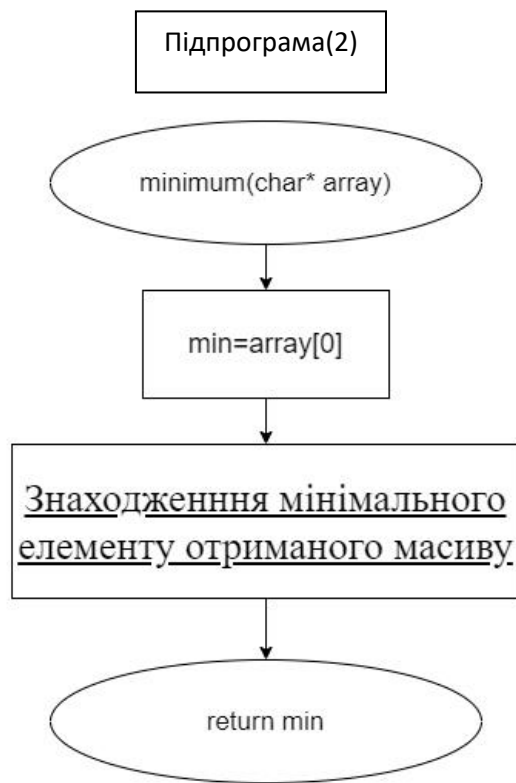 Підпрограма(2)
minimum(char* array)
min=array[0]
Знаходженння мінімального
елементу отриманого масиву
return min